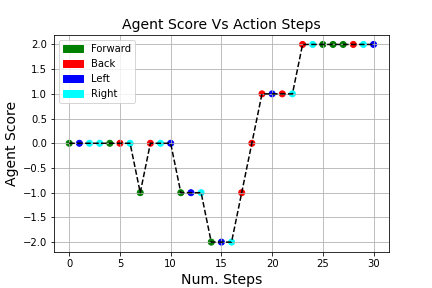 Agent Score Vs Action Steps
Forward
Back
Left
Right
2.0
1.5
1.0
0.5
0.0
−0.5
−1.0
−1.5
−2.0
Agent Score
0 5 10 15 20 25 30
Num. Steps